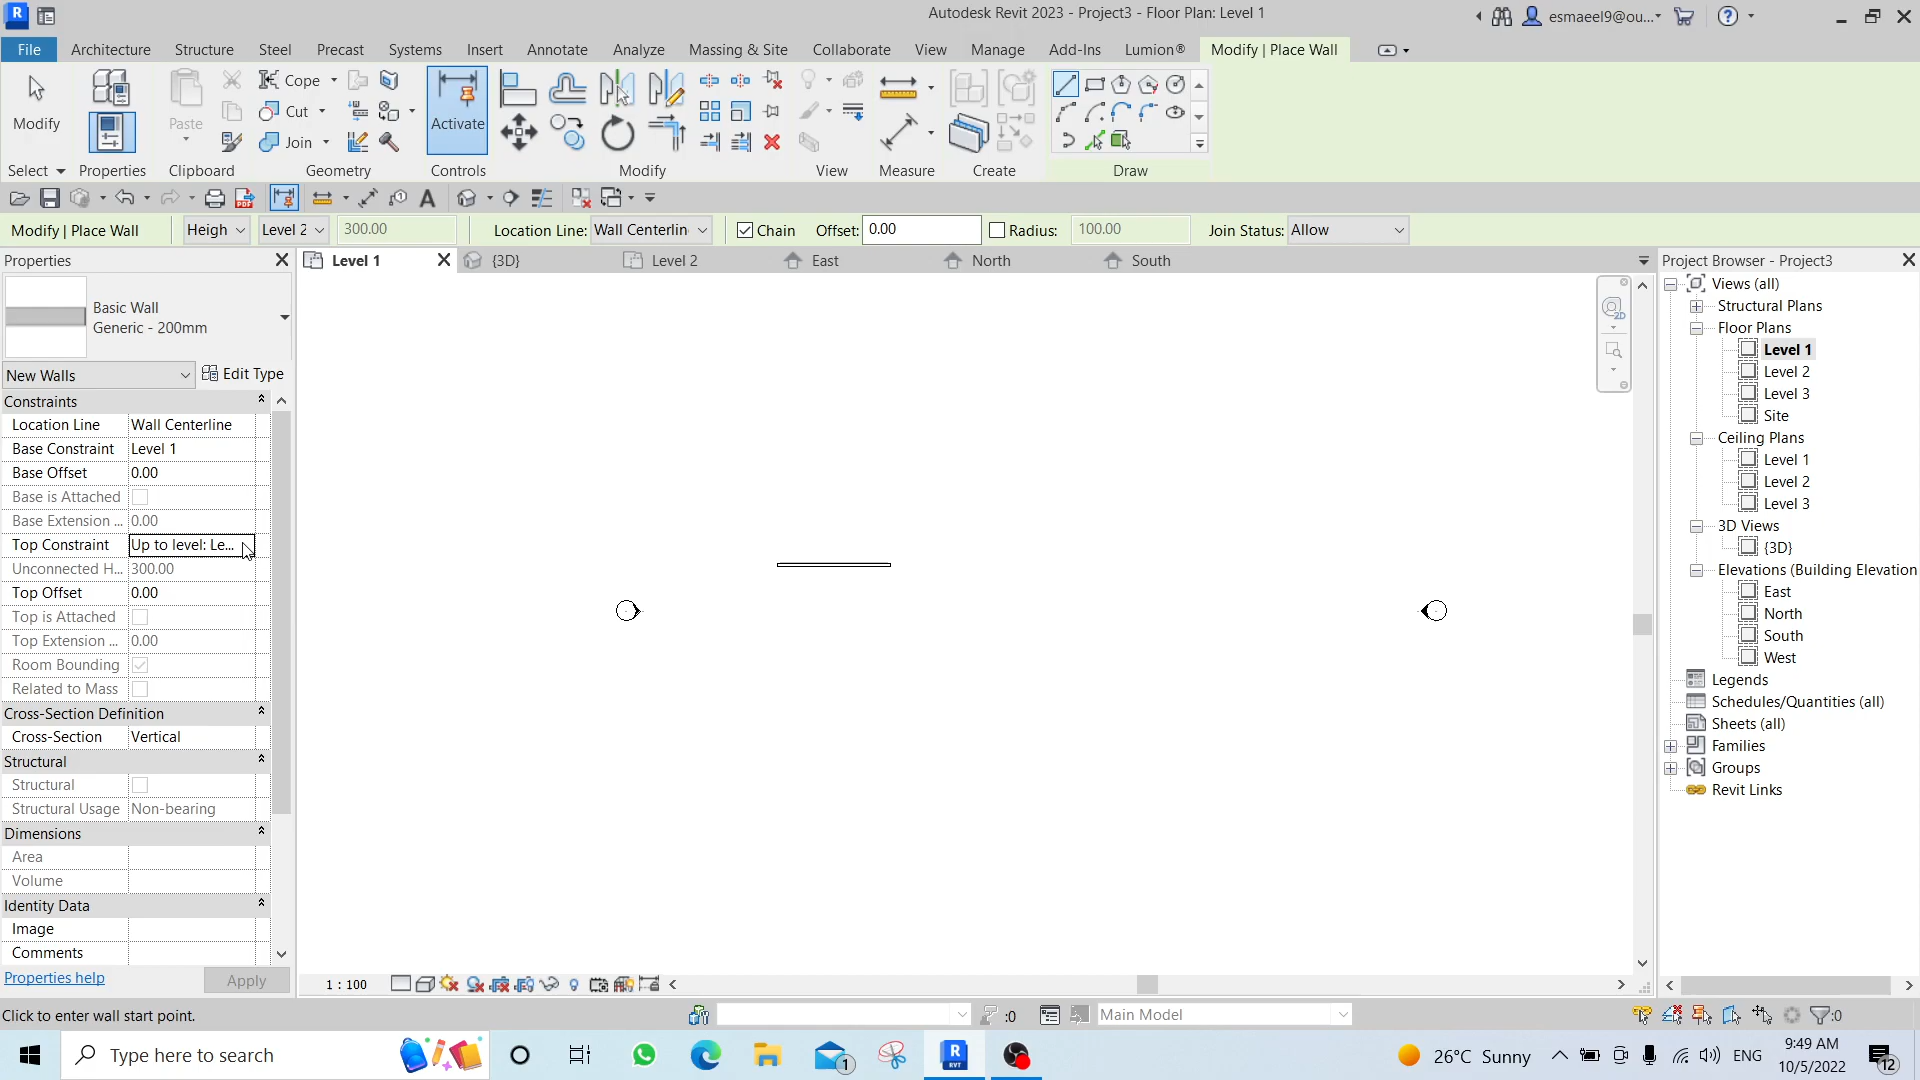 Autodesk Revit 2023 - Project3 - Floor Plan: Level 1
esmaeel9@ou...
File Architecture Structure Steel Precast Systems Insert Annotate Analyze Massing & Site Collaborate View Manage Add-Ins Lumion® Modify | Place Wall
Modify
Paste
Cope
Cut
Join
Activate
Select Properties Clipboard Geometry Controls Modify View Measure Create Draw
Modify | Place Wall Heigh Level 2 300.00 Location Line: Wall Centerlin Chain Offset: 0.00 Radius: 100.00 Join Status: Allow
Properties
Level 1 {3D} Level 2 East North South
Basic Wall
Generic - 200mm
New Walls Edit Type
Constraints
Location Line Wall Centerline
Base Constraint Level 1
Base Offset 0.00
Base is Attached
Base Extension ... 0.00
Top Constraint Up to level: Le...
Unconnected H... 300.00
Top Offset 0.00
Top is Attached
Top Extension ... 0.00
Room Bounding
Related to Mass
Cross-Section Definition
Cross-Section Vertical
Structural
Structural
Structural Usage Non-bearing
Dimensions
Area
Volume
Identity Data
Image
Comments
Properties help Apply
2D
Project Browser - Project3
Views (all)
Structural Plans
Floor Plans
Level 1
Level 2
Level 3
Site
Ceiling Plans
Level 1
Level 2
Level 3
3D Views
{3D}
Elevations (Building Elevation
East
North
South
West
Legends
Schedules/Quantities (all)
Sheets (all)
Families
Groups
Revit Links
1 : 100
Click to enter wall start point.
:0
Main Model
:0
Type here to search
1
R
RVT
26°C Sunny
ENG
9:49 AM
10/5/2022
12